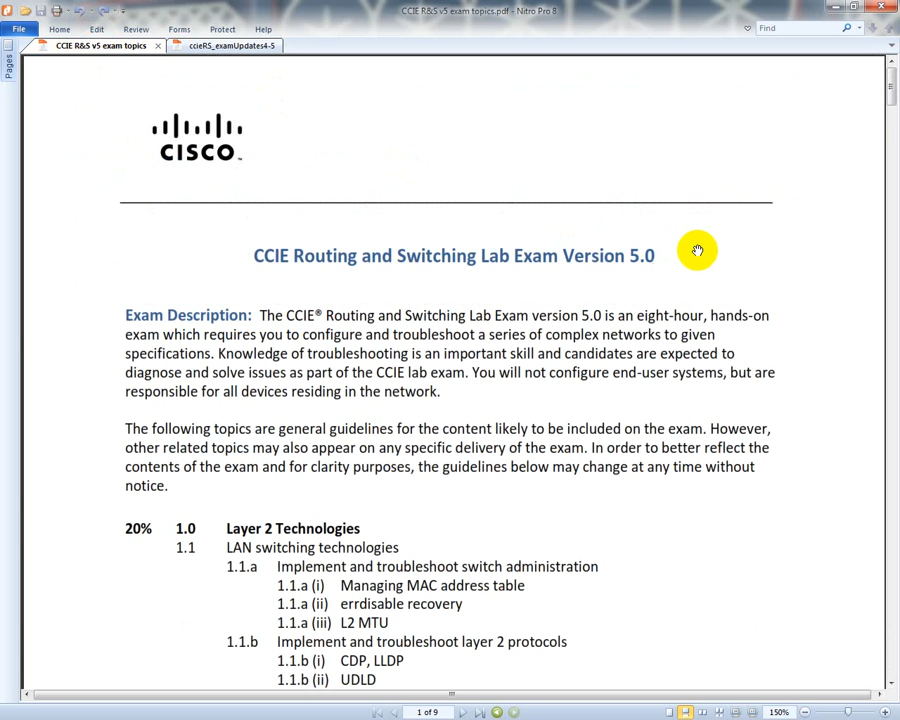 CCIE R&S v5 exam topics.pdf - Nitro Pro 8
File Home Edit Review Forms Protect Help Find
CCIE R&S v5 exam topics ccieRS_examUpdates4-5
Pages
CISCO™
CCIE Routing and Switching Lab Exam Version 5.0
Exam Description: The CCIE® Routing and Switching Lab Exam version 5.0 is an eight-hour, hands-on
exam which requires you to configure and troubleshoot a series of complex networks to given
specifications. Knowledge of troubleshooting is an important skill and candidates are expected to
diagnose and solve issues as part of the CCIE lab exam. You will not configure end-user systems, but are
responsible for all devices residing in the network.
The following topics are general guidelines for the content likely to be included on the exam. However,
other related topics may also appear on any specific delivery of the exam. In order to better reflect the
contents of the exam and for clarity purposes, the guidelines below may change at any time without
notice.
20% 1.0 Layer 2 Technologies
1.1 LAN switching technologies
1.1.a Implement and troubleshoot switch administration
1.1.a (i) Managing MAC address table
1.1.a (ii) errdisable recovery
1.1.a (iii) L2 MTU
1.1.b Implement and troubleshoot layer 2 protocols
1.1.b (i) CDP, LLDP
1.1.b (ii) UDLD
1 of 9 150%